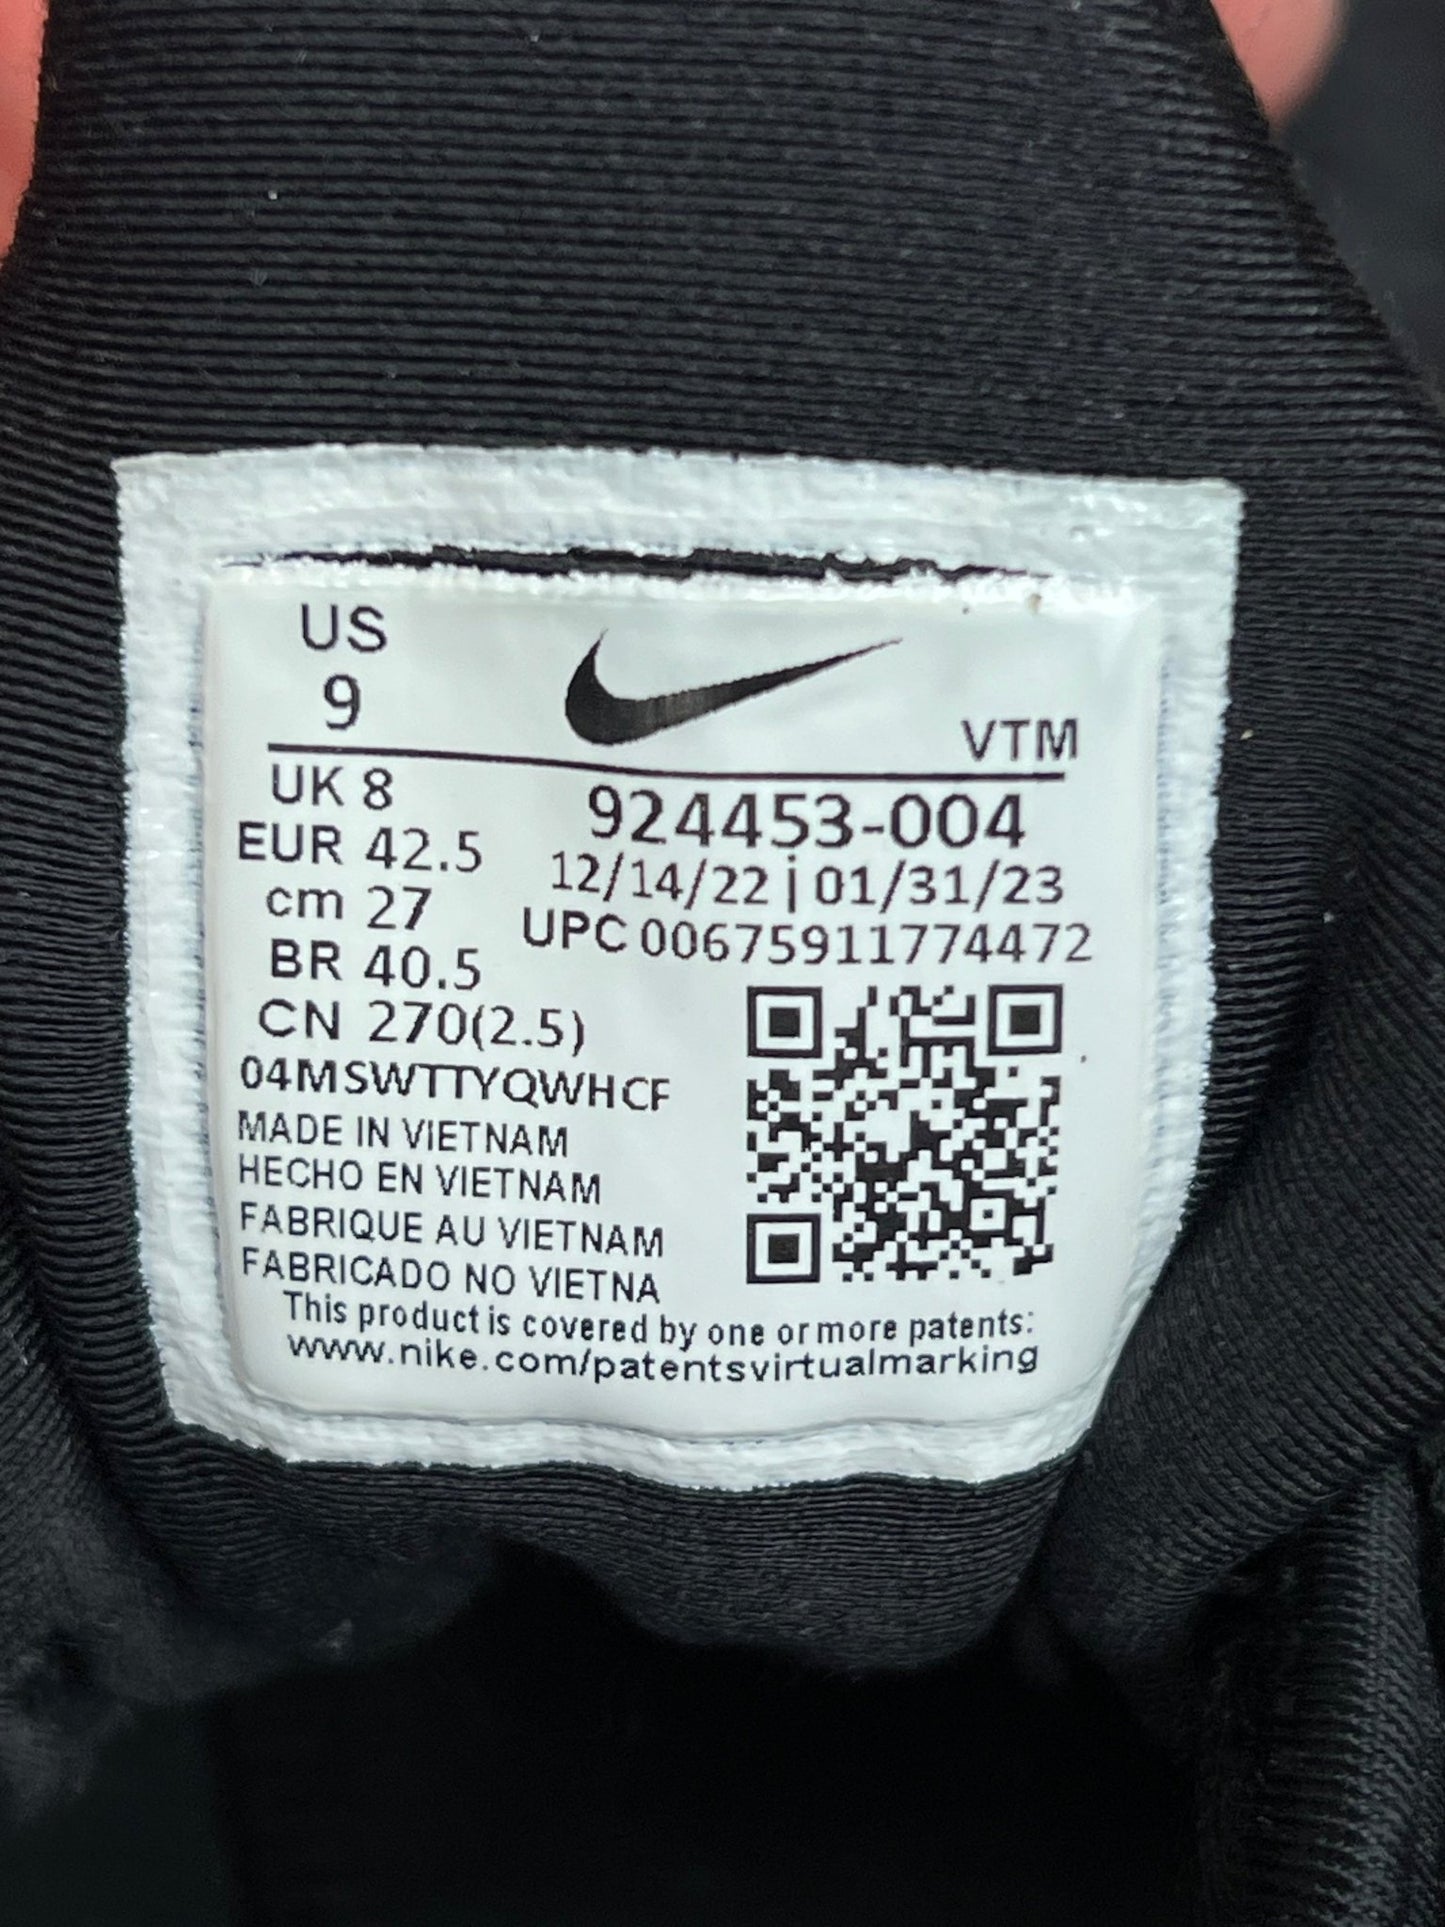 US
9
VTM
UK 8
EUR 42.5
cm 27
BR 40.5
CN 270(2.5)
924453-004
12/14/22 | 01/31/23
UPC 00675911774472
04MSWTTYQWHCF
MADE IN VIETNAM
HECHO EN VIETNAM
FABRIQUE AU VIETNAM
FABRICADO NO VIETNA
This product is covered by one or more patents:
www.nike.com/patentsvirtualmarking